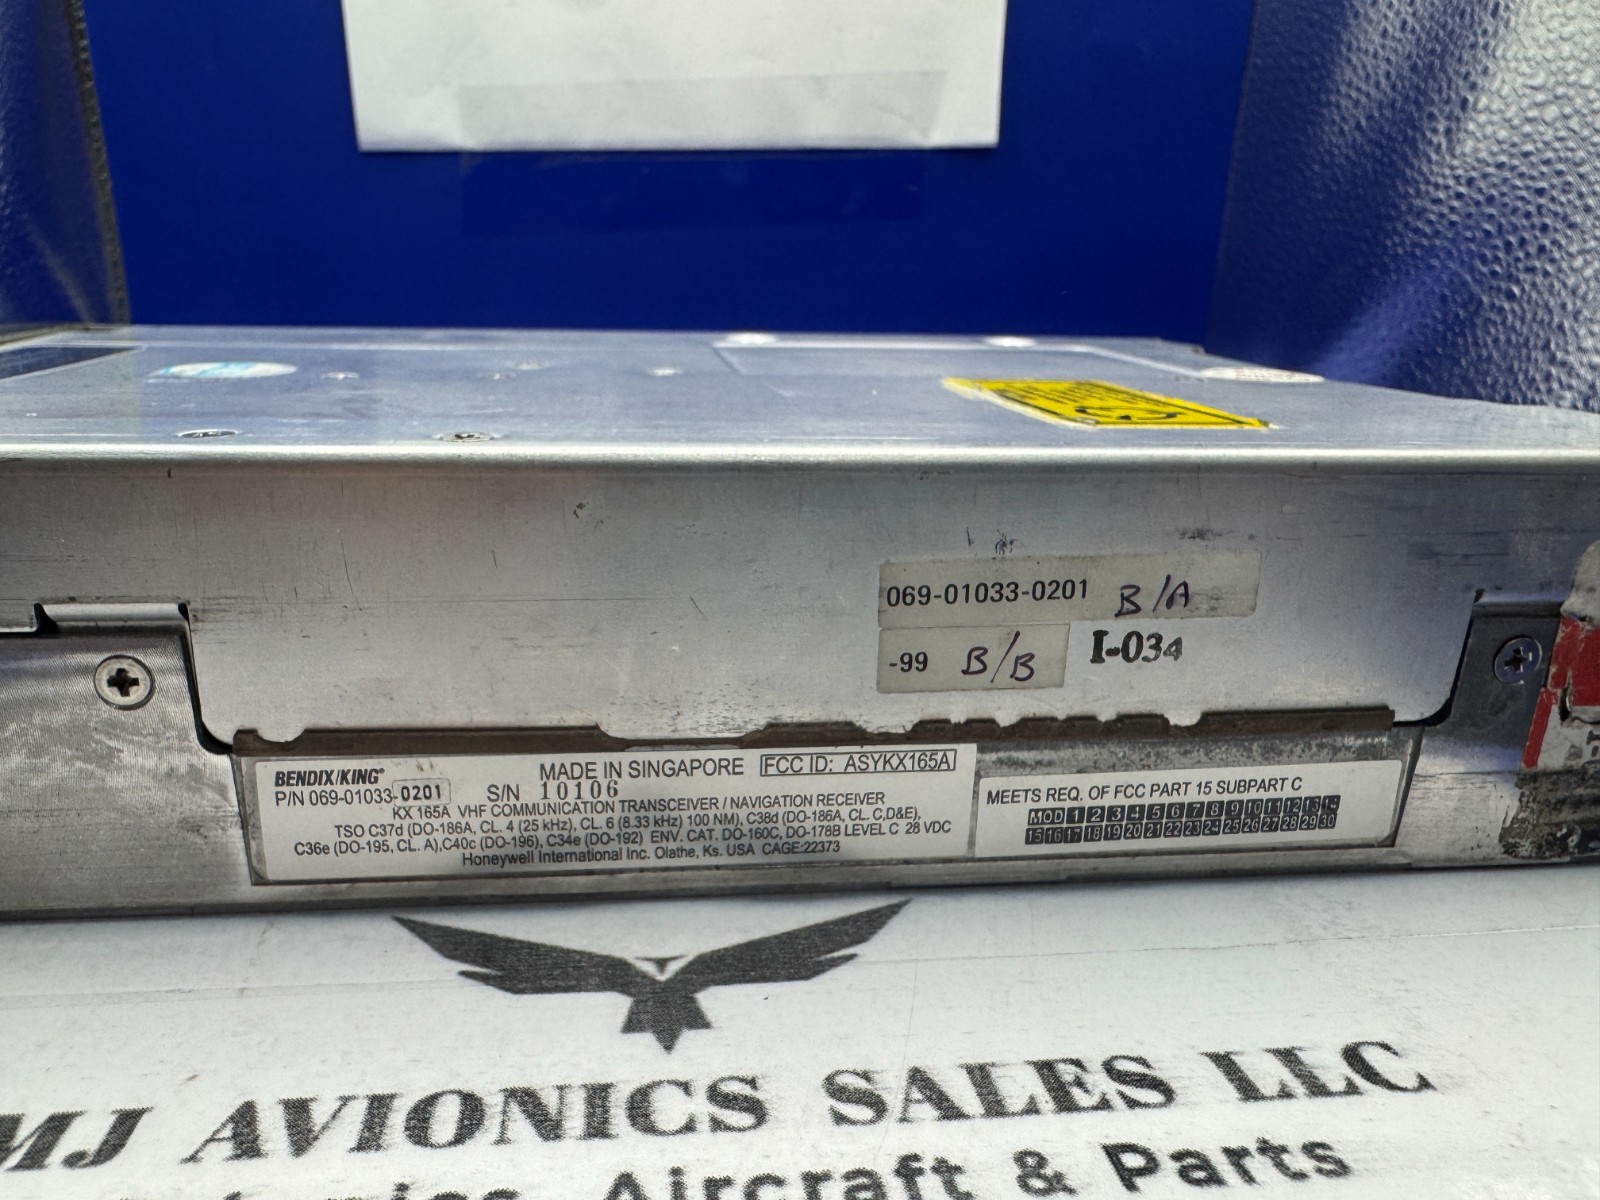 069-01033-0201 B/A
-99 B/B I-034
BENDIX/KING® MADE IN SINGAPORE FCC ID: ASYKX165A
P/N 069-01033-0201 S/N 10106
KX 165A VHF COMMUNICATION TRANSCEIVER / NAVIGATION RECEIVER
TSO C37d (DO-186A, CL. 4 (25 kHz), CL. 6 (8.33 kHz) 100 NM), C38d (DO-186A, CL. C,D&E),
C36e (DO-195, CL. A),C40c (DO-196), C34e (DO-192) ENV. CAT. DO-160C, DO-178B LEVEL C 28 VDC
Honeywell International Inc. Olathe, Ks. USA CAGE:22373
MEETS REQ. OF FCC PART 15 SUBPART C
MOD 1 2 3 4 5 6 7 8 9 10 11 12 13 14
15 16 17 18 19 20 21 22 23 24 25 26 27 28 29 30
MJ AVIONICS SALES LLC
Aircraft & Parts